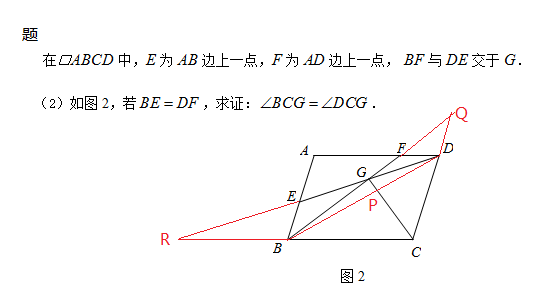 题
在▱ABCD中，E为AB边上一点，F为AD边上一点，BF与DE交于G．
（2）如图2，若BE=DF，求证：∠BCG=∠DCG．
Q
A F D
G
E P
R
B C
图2